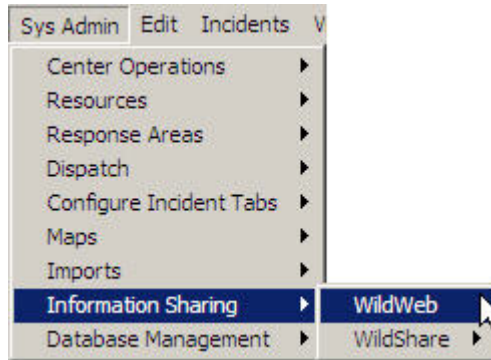 Sys Admin Edit Incidents
Center Operations
Resources
Response Areas
Dispatch
Configure Incident Tabs
Maps
Imports
Information Sharing WildWeb
Database Management WildShare